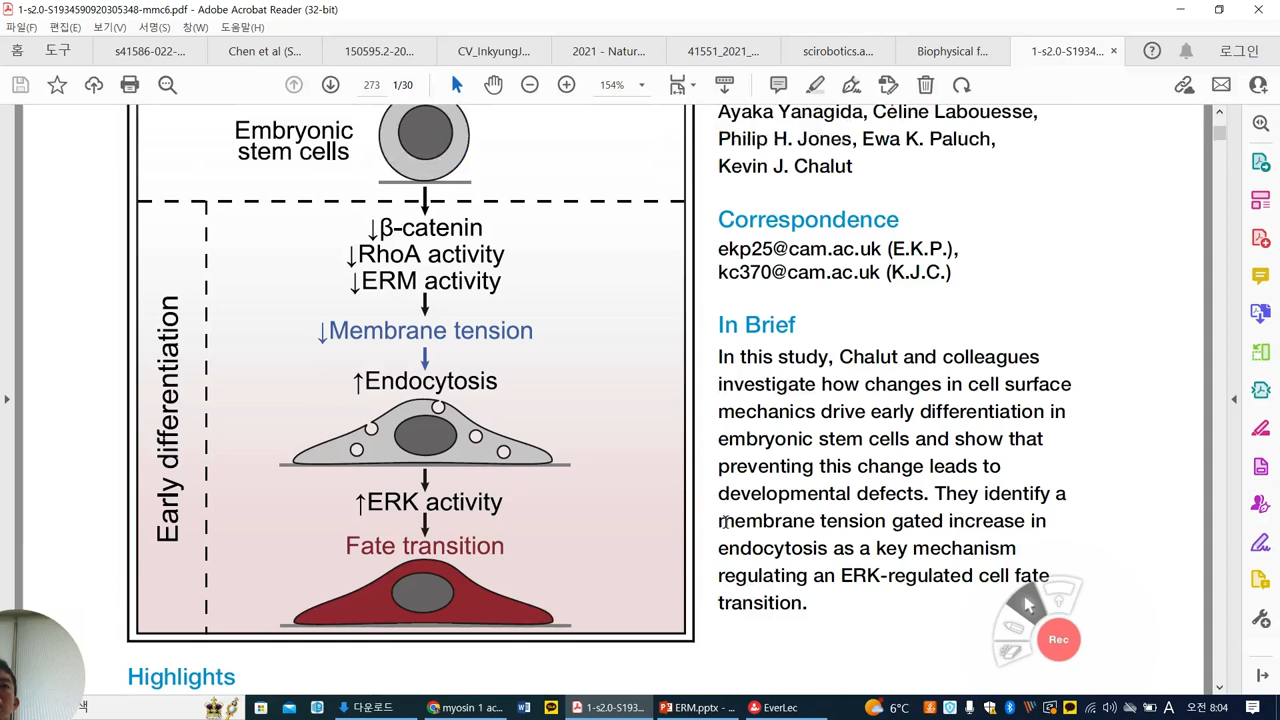 1-s2.0-S1934590920305348-mmc6.pdf - Adobe Acrobat Reader (32-bit)
파일(F) 편집(E) 보기(V) 서명(S) 창(W) 도움말(H)
홈 도구 s41586-022-... Chen et al (S... 150595.2-20... CV_InkyungJ... 2021 - Natur... 41551_2021_... scirobotics.a... Biophysical f... 1-s2.0-S1934... × 로그인
273 1/30 154%
Embryonic
stem cells
Early differentiation
↓β-catenin
↓RhoA activity
↓ERM activity
↓Membrane tension
↑Endocytosis
↑ERK activity
Fate transition
Ayaka Yanagida, Céline Labouesse,
Philip H. Jones, Ewa K. Paluch,
Kevin J. Chalut
Correspondence
ekp25@cam.ac.uk (E.K.P.),
kc370@cam.ac.uk (K.J.C.)
In Brief
In this study, Chalut and colleagues
investigate how changes in cell surface
mechanics drive early differentiation in
embryonic stem cells and show that
preventing this change leads to
developmental defects. They identify a
membrane tension gated increase in
endocytosis as a key mechanism
regulating an ERK-regulated cell fate
transition.
Rec
Highlights
색 다운로드 myosin 1 ac... 1-s2.0-S193... ERM.pptx - ... EverLec 6°C A 오전 8:04